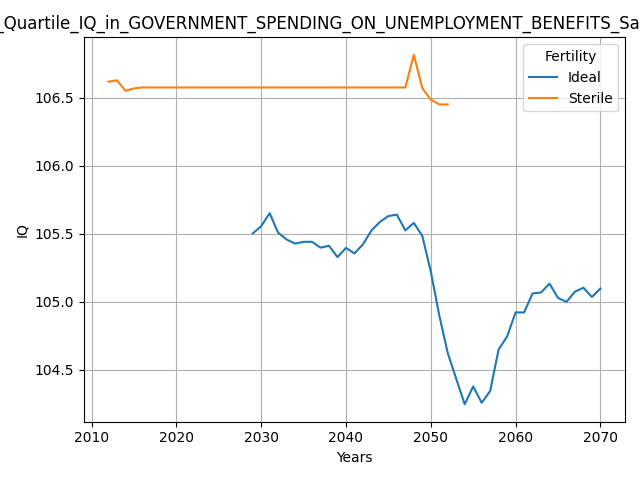 _Quartile_IQ_in_GOVERNMENT_SPENDING_ON_UNEMPLOYMENT_BENEFITS_Sa
Fertility
Ideal
Sterile
106.5
106.0
105.5
105.0
104.5
IQ
2010 2020 2030 2040 2050 2060 2070
Years